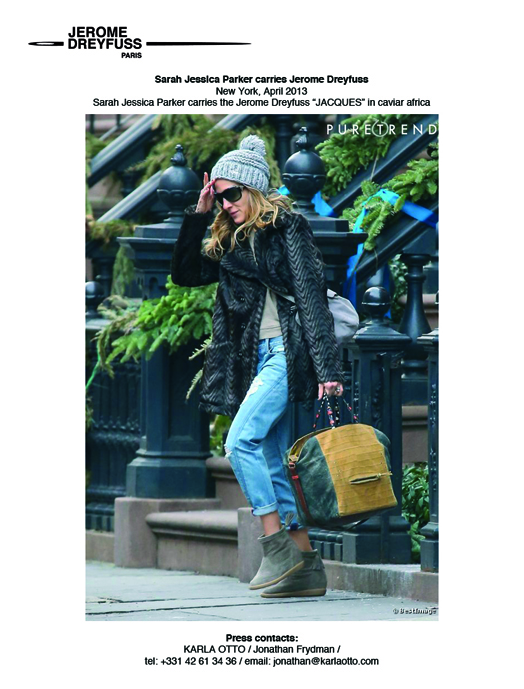 JEROME
DREYFUSS
PARIS
Sarah Jessica Parker carries Jerome Dreyfuss
New York, April 2013
Sarah Jessica Parker carries the Jerome Dreyfuss “JACQUES” in caviar africa
PURETREND
© BestImage
Press contacts:
KARLA OTTO / Jonathan Frydman /
tel: +331 42 61 34 36 / email: jonathan@karlaotto.com